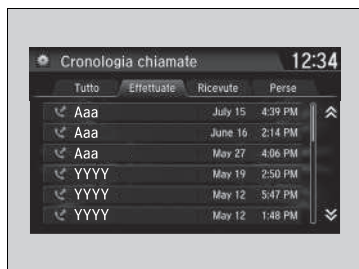 Cronologia chiamate 12:34
Tutto Effettuate Ricevute Perse
Aaa July 15 4:39 PM
Aaa June 16 2:14 PM
Aaa May 27 4:06 PM
YYYY May 19 2:50 PM
YYYY May 12 5:47 PM
YYYY May 12 1:48 PM